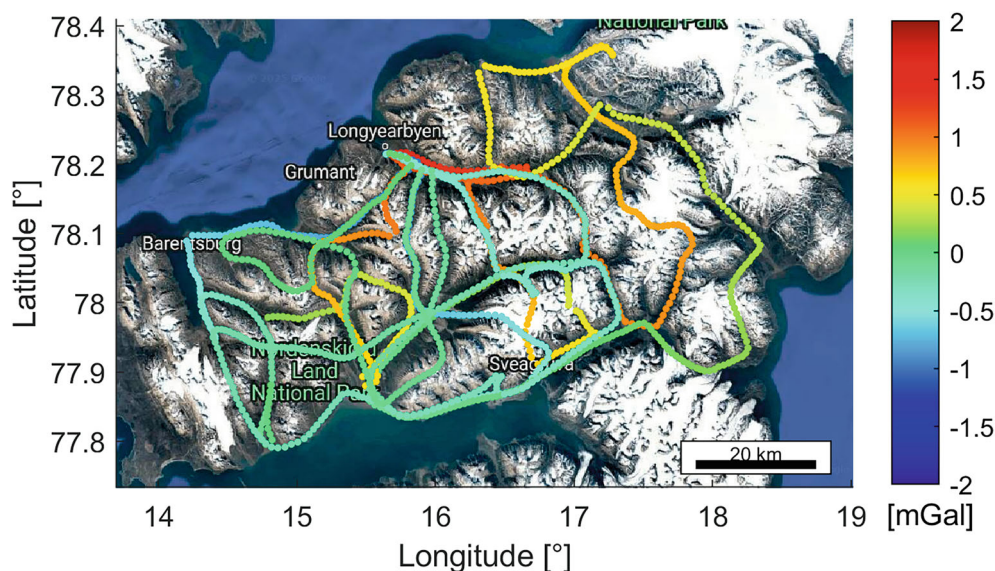 National Park
78.4
78.3
78.2
78.1
78
77.9
77.8
Latitude [°]
Longyearbyen
Grumant
Barentsburg
Land
National
20 km
14
15
16
17
18
19
Longitude [°]
2
1.5
1
0.5
0
-0.5
-1
-1.5
-2
[mGal]